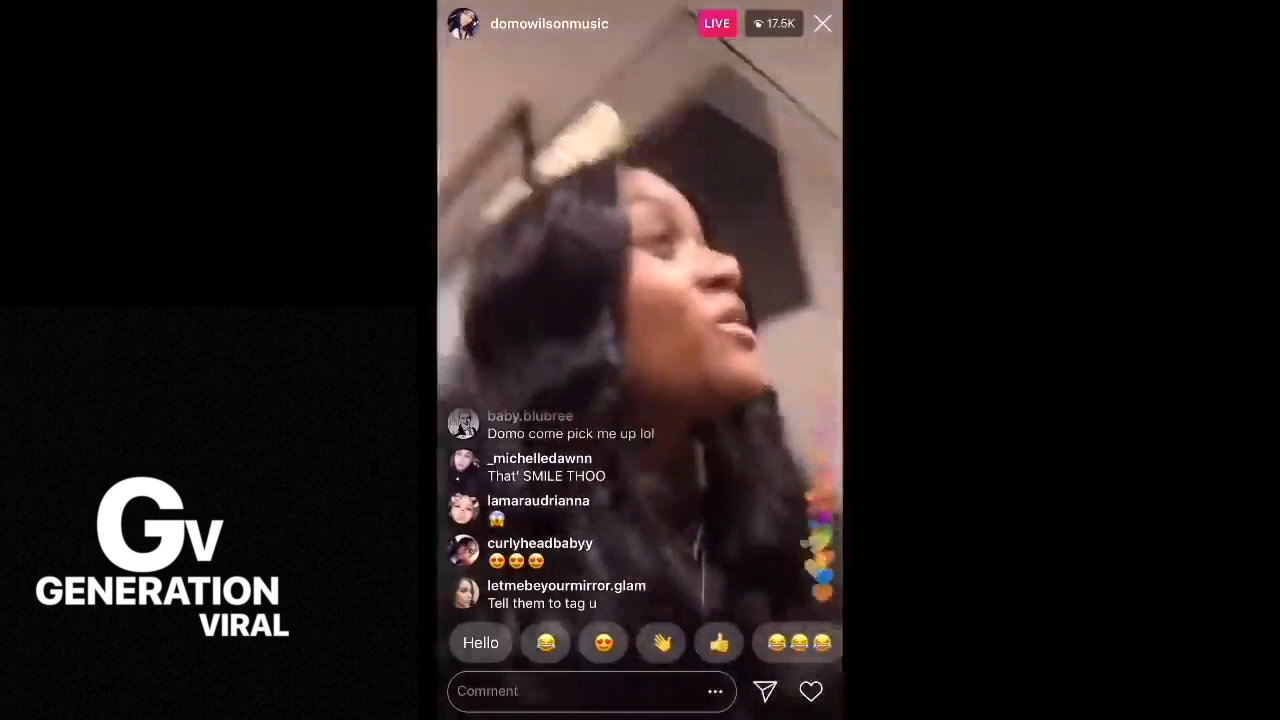 domowilsonmusic
LIVE
17.5K
baby.blubree
Domo come pick me up lol
_michelledawnn
That' SMILE THOO
lamaraudrianna
😱
curlyheadbabyy
😍😍😍
letmebeyourmirror.glam
Tell them to tag u
Hello 😂 😍 👋 👍 😂😂😂
Comment
GV
GENERATION
VIRAL